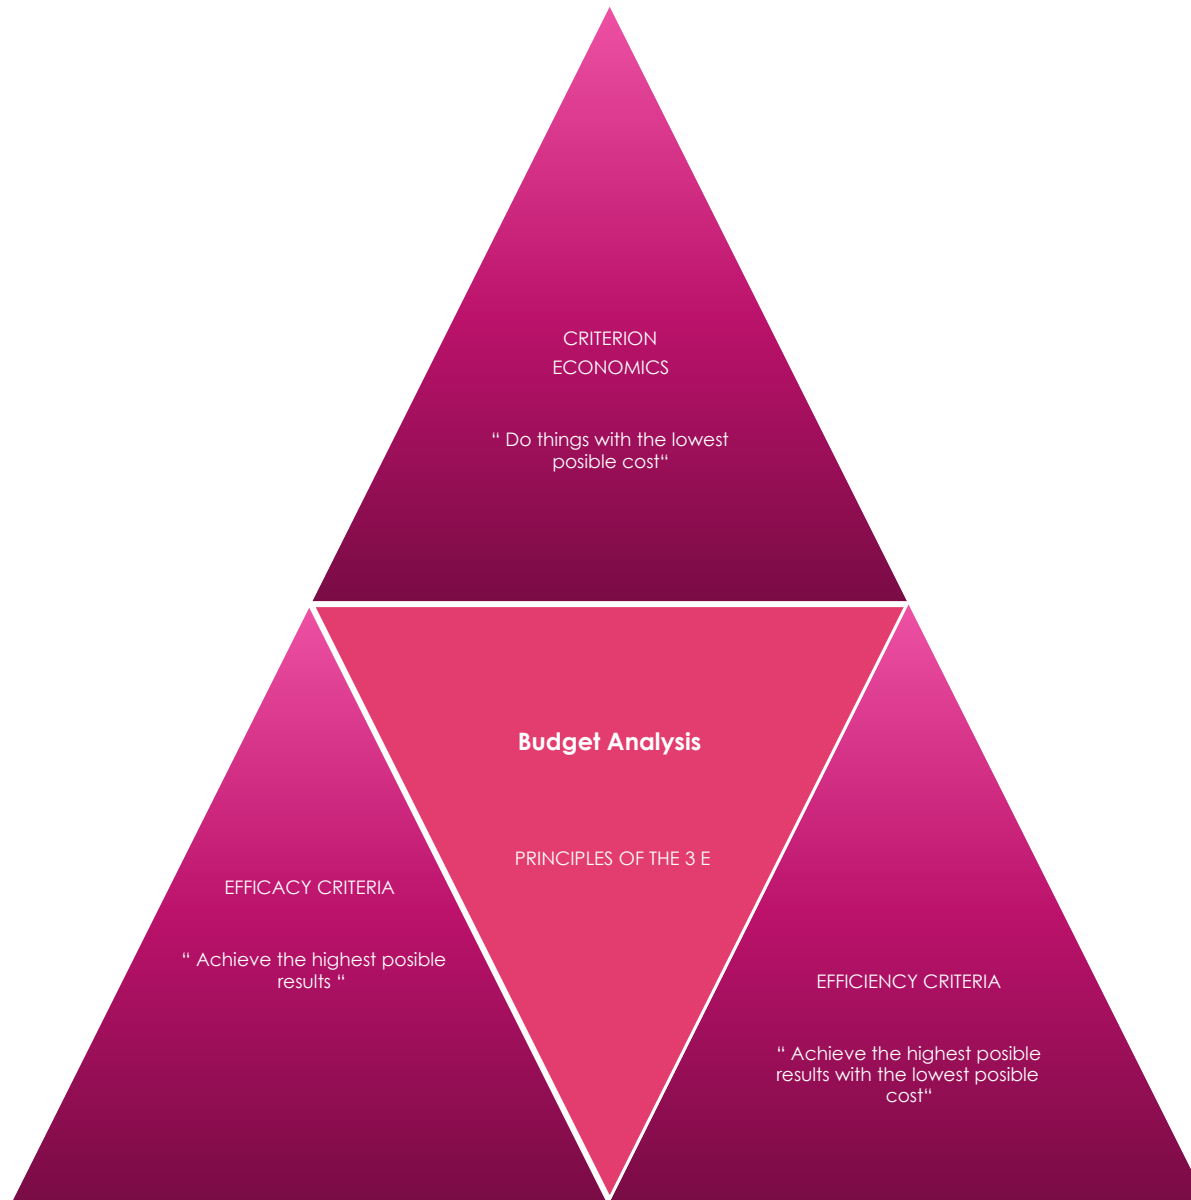 CRITERION
ECONOMICS
“ Do things with the lowest
posible cost“
Budget Analysis
PRINCIPLES OF THE 3 E
EFFICACY CRITERIA
“ Achieve the highest posible
results “
EFFICIENCY CRITERIA
“ Achieve the highest posible
results with the lowest posible
cost“